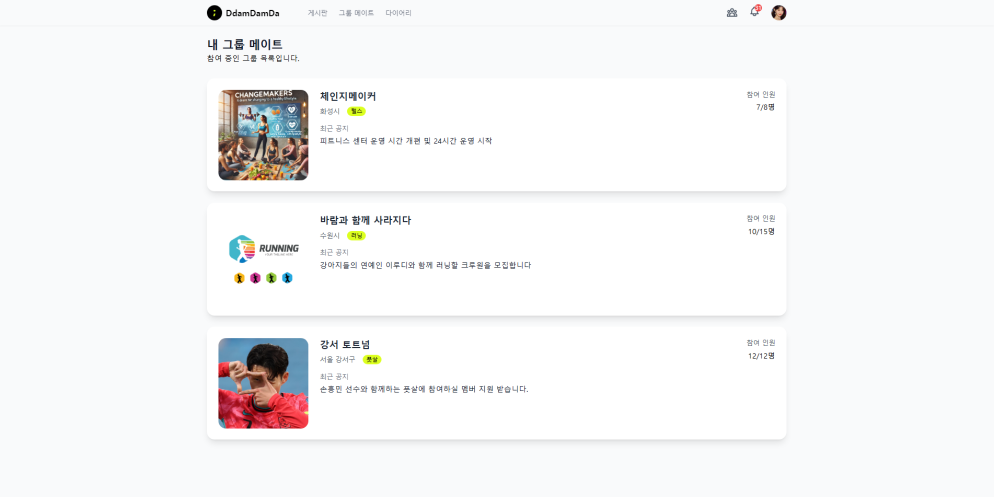 DdamDamDa
게시판 그룹 메이트 다이어리
내 그룹 메이트
참여 중인 그룹 목록입니다.
CHANGEMAKERS
체인지메이커
화성시 헬스
최근 공지
피트니스 센터 운영 시간 개편 및 24시간 운영 시작
참여 인원
7/8명
RUNNING
바람과 함께 사라지다
수원시 러닝
최근 공지
강아지들의 연예인 이루디와 함께 러닝할 크루원을 모집합니다
참여 인원
10/15명
강서 토트넘
서울 강서구 풋살
최근 공지
손흥민 선수와 함께하는 풋살에 참여하실 멤버 지원 받습니다.
참여 인원
12/12명